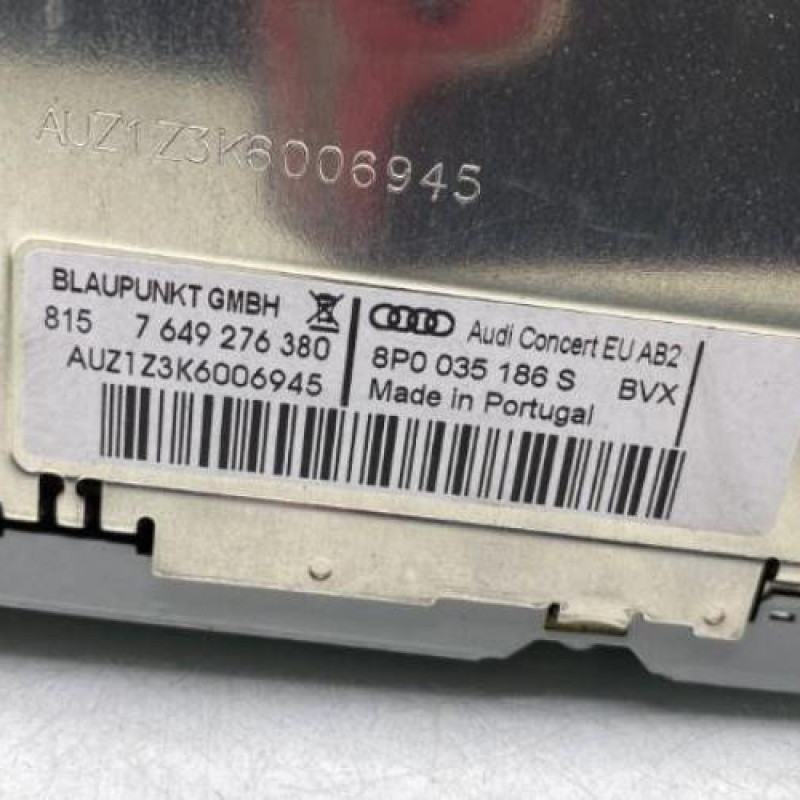 AUZ1Z3K6006945
BLAUPUNKT GMBH
815 7 649 276 380
AUZ1Z3K6006945
Audi Concert EU AB2
8P0 035 186 S BVX
Made in Portugal